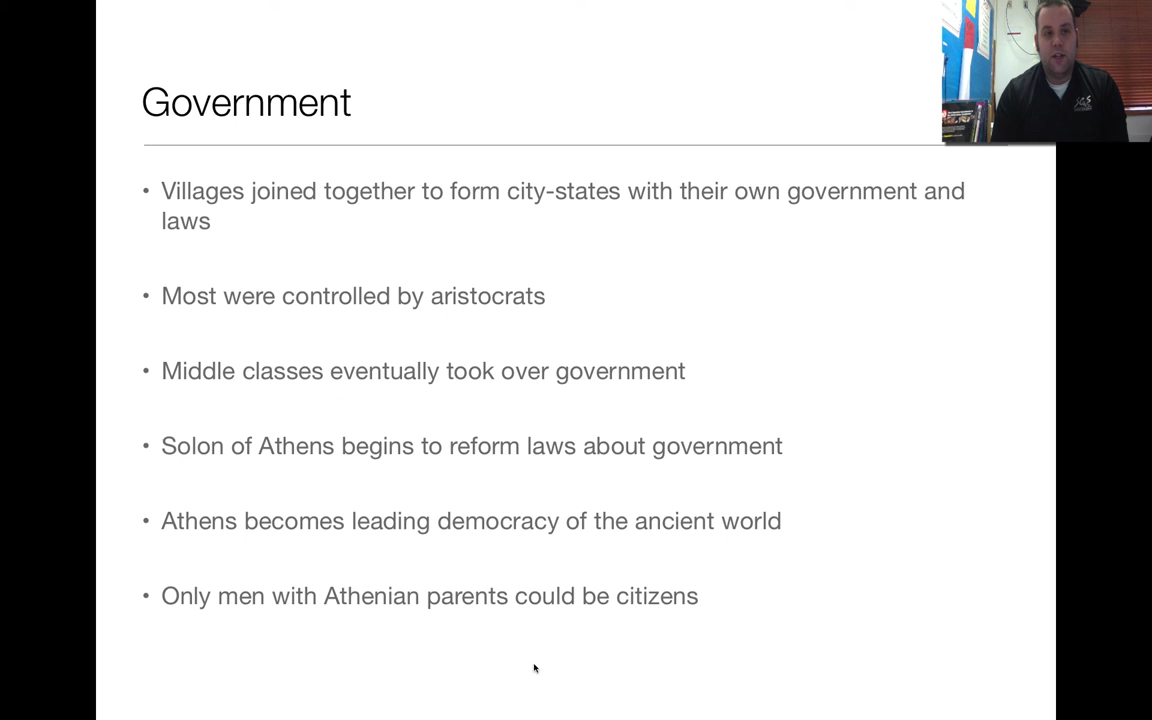 Government
• Villages joined together to form city-states with their own government and
laws
• Most were controlled by aristocrats
• Middle classes eventually took over government
• Solon of Athens begins to reform laws about government
• Athens becomes leading democracy of the ancient world
• Only men with Athenian parents could be citizens